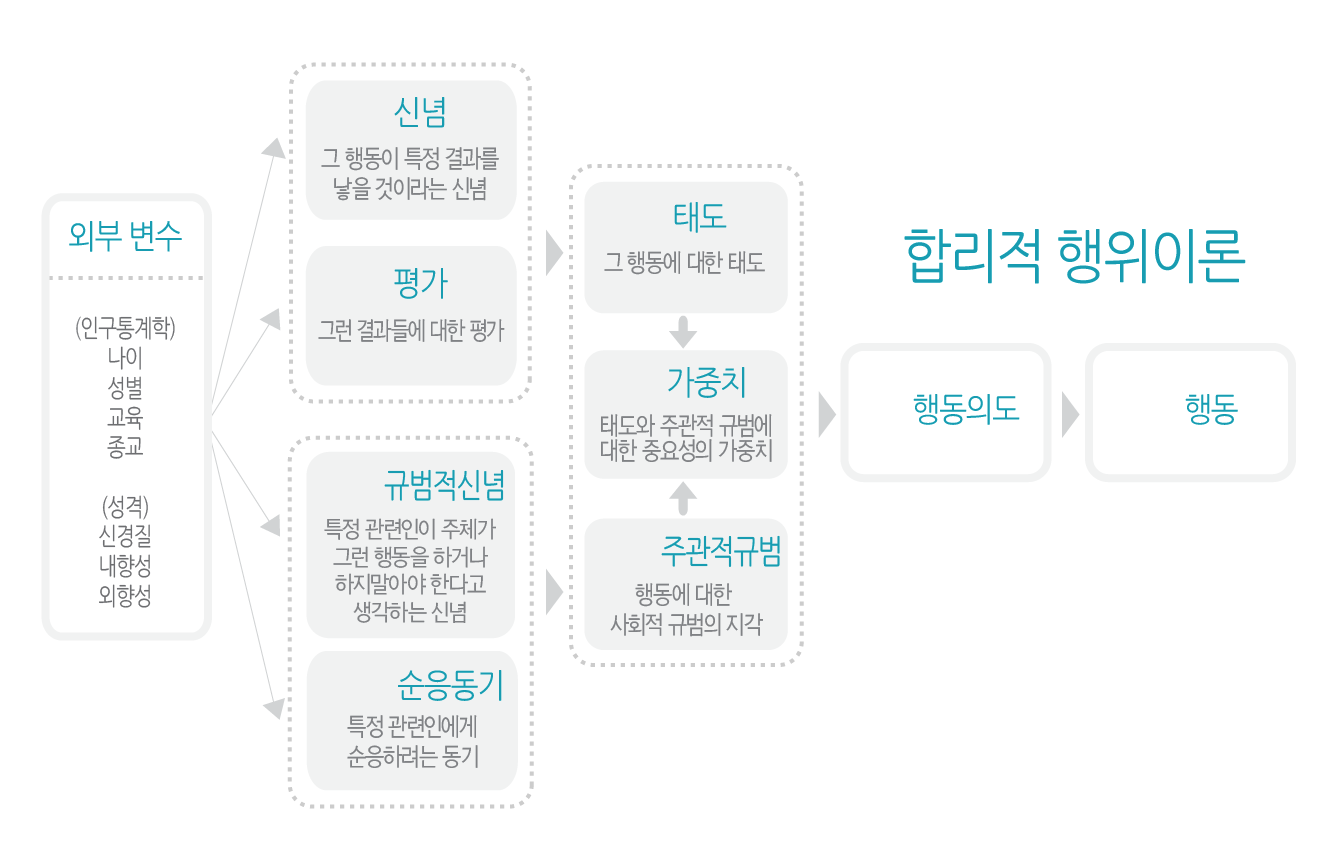 외부 변수
(인구통계학)
나이
성별
교육
종교
(성격)
신경질
내향성
외향성
신념
그 행동이 특정 결과를
낳을 것이라는 신념
평가
그런 결과들에 대한 평가
규범적신념
특정 관련인이 주체가
그런 행동을 하거나
하지말아야 한다고
생각하는 신념
순응동기
특정 관련인에게
순응하려는 동기
태도
그 행동에 대한 태도
가중치
태도와 주관적 규범에
대한 중요성의 가중치
주관적규범
행동에 대한
사회적 규범의 지각
합리적 행위이론
행동의도
행동